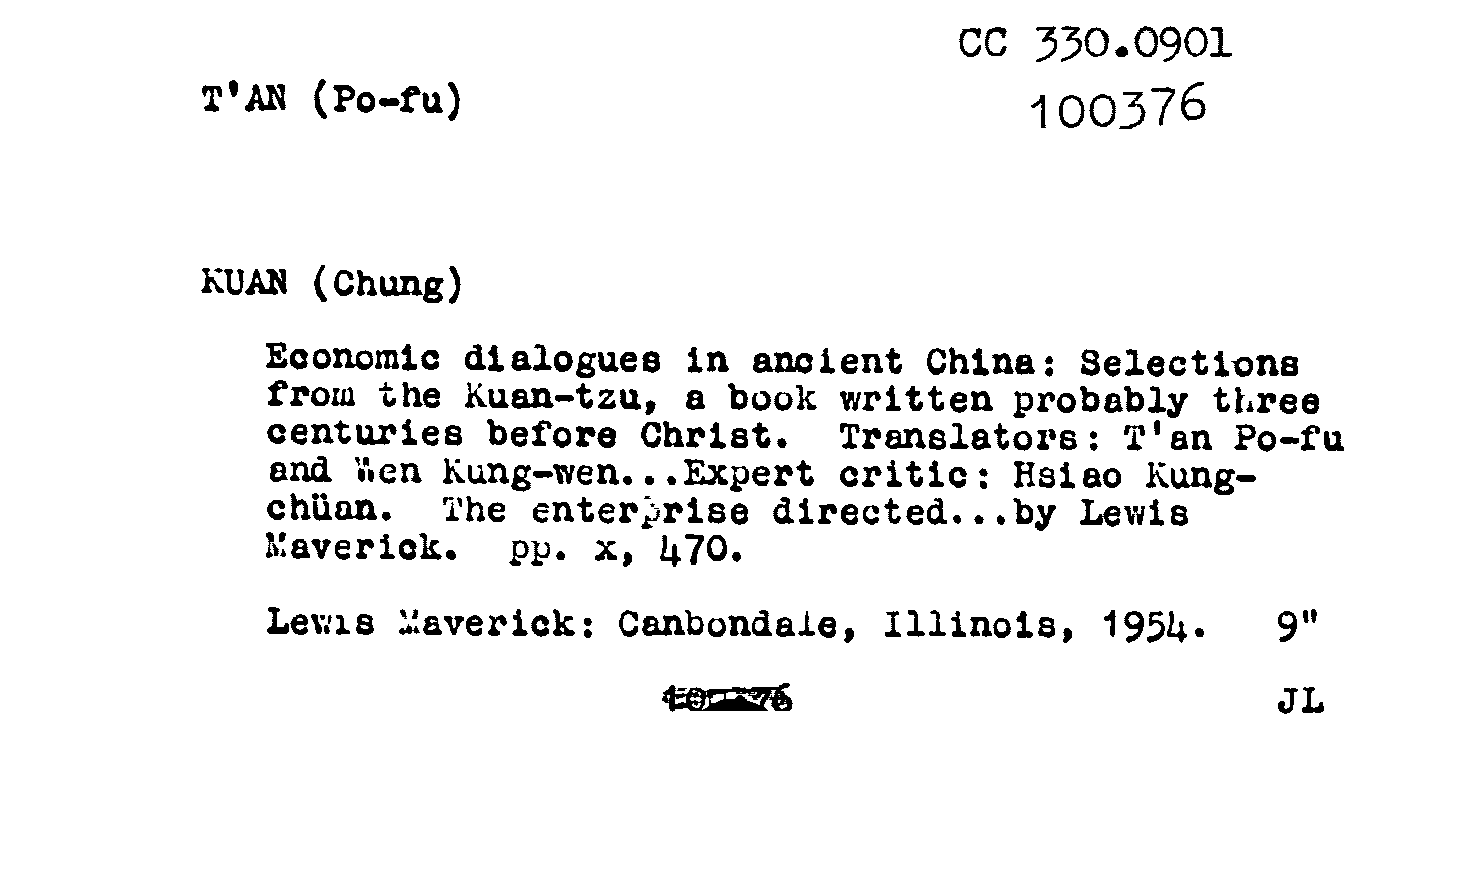 CC 330.0901
T'AN (Po-fu)
100376
KUAN (Chung)
Economic dialogues in ancient China: Selections
from the Kuan-tzu, a book written probably three
centuries before Christ. Translators: T'an Po-fu
and Wen Kung-wen...Expert critic: Hsiao Kung-
chüan. The enterprise directed...by Lewis
Maverick. pp. x, 470.
Lewis Maverick: Canbondale, Illinois, 1954. 9"
JL